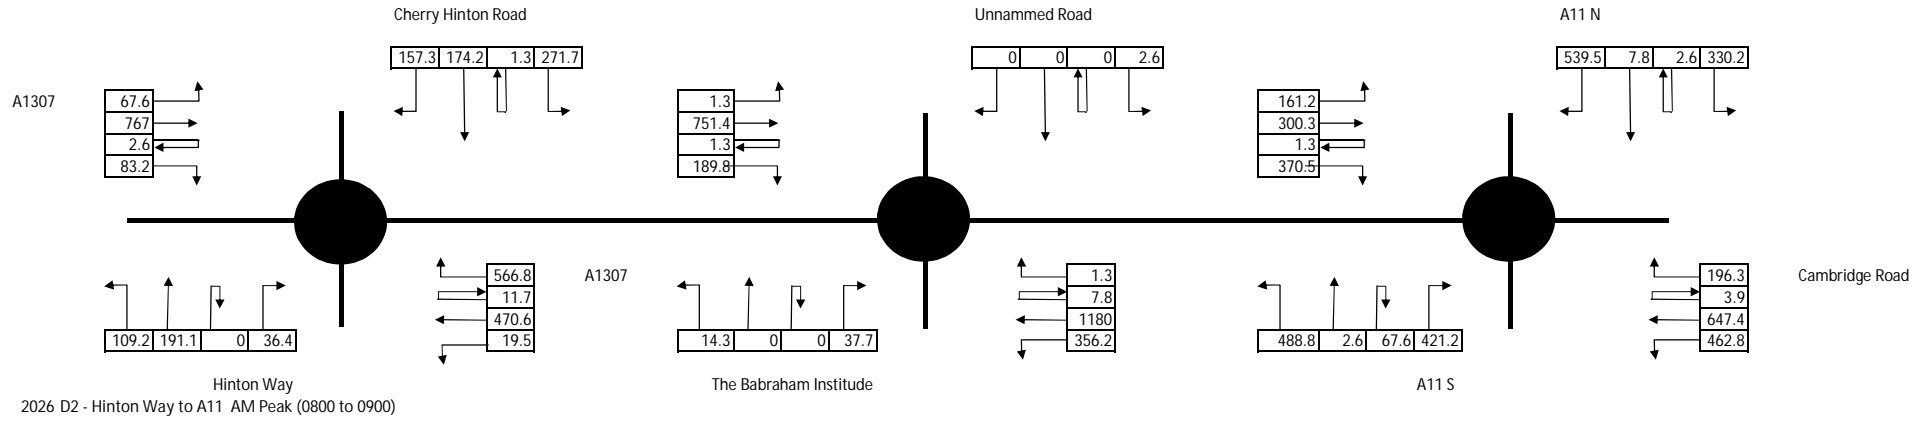 Cherry Hinton Road
Unnammed Road
A11 N
157.3 174.2 1.3 271.7
0 0 0 2.6
539.5 7.8 2.6 330.2
A1307
67.6
767
2.6
83.2
1.3
751.4
1.3
189.8
161.2
300.3
1.3
370.5
566.8
11.7
470.6
19.5
A1307
1.3
7.8
1180
356.2
196.3
3.9
647.4
462.8
Cambridge Road
109.2 191.1 0 36.4
14.3 0 0 37.7
488.8 2.6 67.6 421.2
Hinton Way
The Babraham Institude
A11 S
2026 D2 - Hinton Way to A11 AM Peak (0800 to 0900)